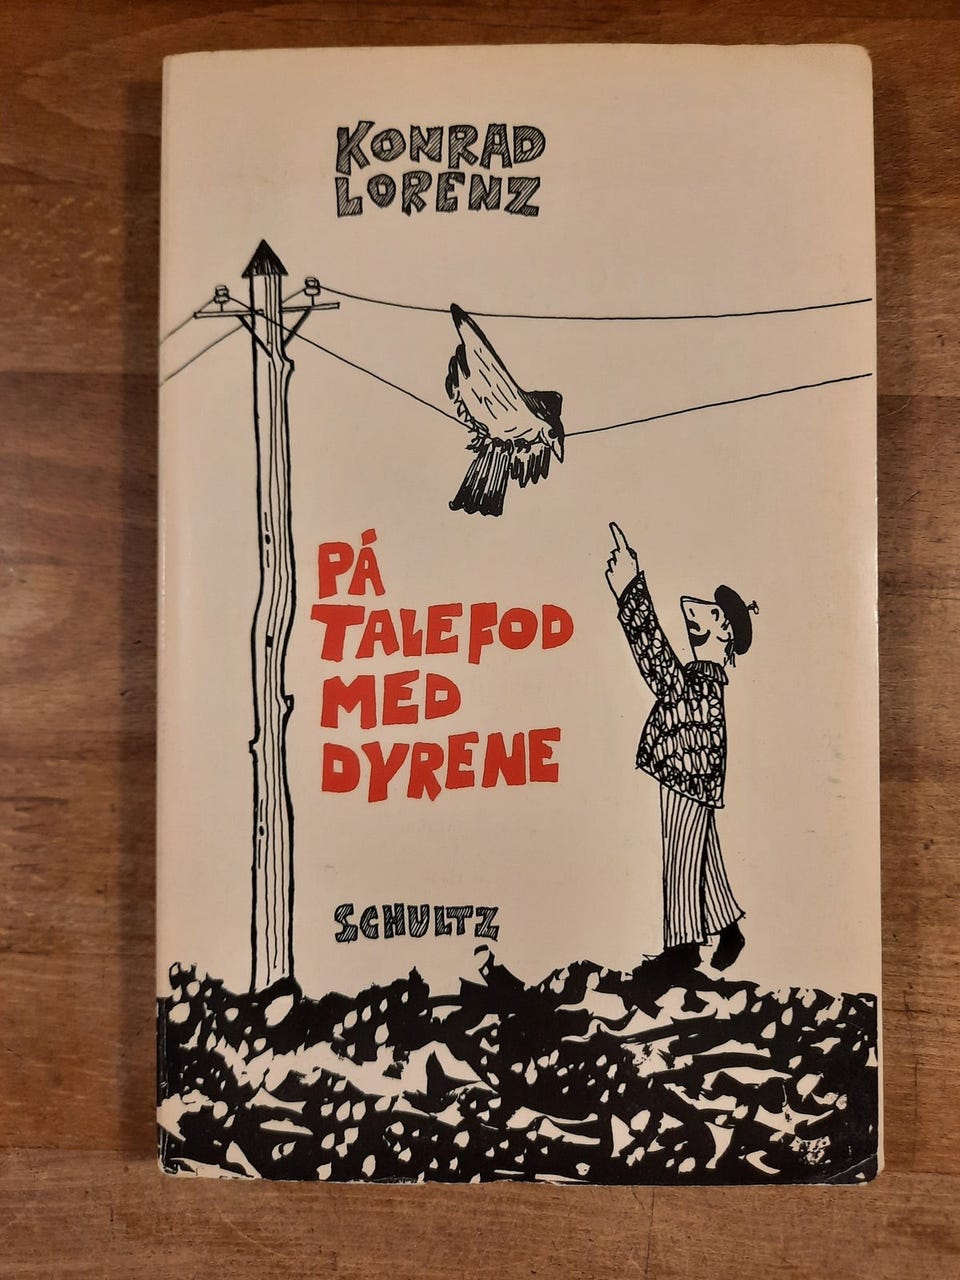 KONRAD
LORENZ
PÅ
TALEFOD
MED
DYRENE
SCHULTZ